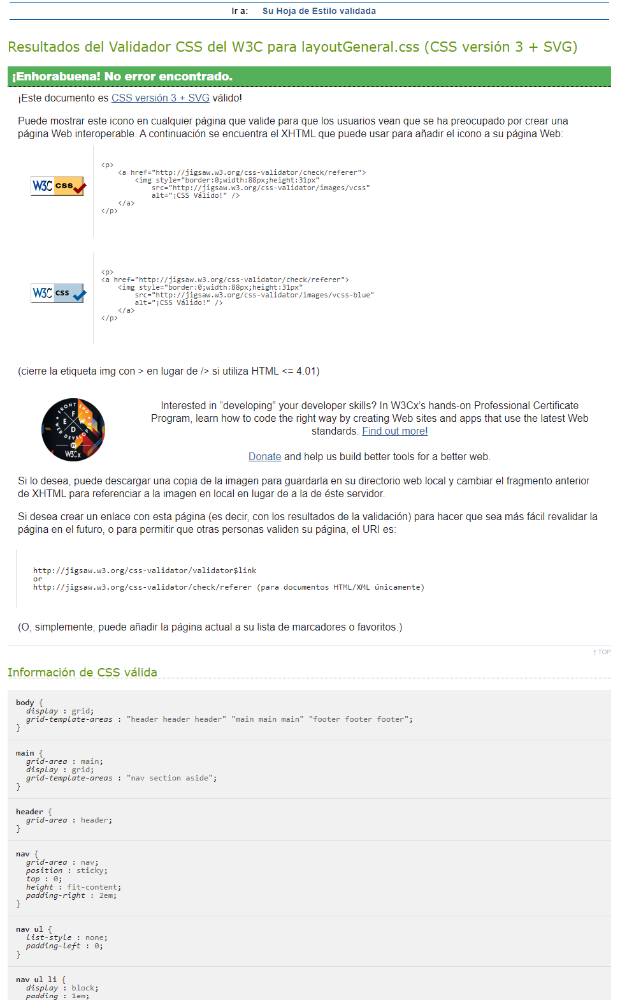 Ir a: Su Hoja de Estilo validada
Resultados del Validador CSS del W3C para layoutGeneral.css (CSS versión 3 + SVG)
¡Enhorabuena! No error encontrado.
¡Este documento es CSS versión 3 + SVG válido!
Puede mostrar este icono en cualquier página que valide para que los usuarios vean que se ha preocupado por crear una
página Web interoperable. A continuación se encuentra el XHTML que puede usar para añadir el icono a su página Web:
W3C css
<p>
<a href="http://jigsaw.w3.org/css-validator/check/referer">
<img style="border:0;width:88px;height:31px"
src="http://jigsaw.w3.org/css-validator/images/vcss"
alt="¡CSS Válido!" />
</a>
</p>
W3C css
<p>
<a href="http://jigsaw.w3.org/css-validator/check/referer">
<img style="border:0;width:88px;height:31px"
src="http://jigsaw.w3.org/css-validator/images/vcss-blue"
alt="¡CSS Válido!" />
</a>
</p>
(cierre la etiqueta img con > en lugar de /> si utiliza HTML <= 4.01)
FRONT END
F
E W
D
WEB DEVELOPER
BY
W3Cx
Interested in “developing” your developer skills? In W3Cx’s hands-on Professional Certificate
Program, learn how to code the right way by creating Web sites and apps that use the latest Web
standards. Find out more!
Donate and help us build better tools for a better web.
Si lo desea, puede descargar una copia de la imagen para guardarla en su directorio web local y cambiar el fragmento anterior
de XHTML para referenciar a la imagen en local en lugar de a la de éste servidor.
Si desea crear un enlace con esta página (es decir, con los resultados de la validación) para hacer que sea más fácil revalidar la
página en el futuro, o para permitir que otras personas validen su página, el URI es:
http://jigsaw.w3.org/css-validator/validator$link
or
http://jigsaw.w3.org/css-validator/check/referer (para documentos HTML/XML únicamente)
(O, simplemente, puede añadir la página actual a su lista de marcadores o favoritos.)
↑ TOP
Información de CSS válida
body {
display : grid;
grid-template-areas : "header header header" "main main main" "footer footer footer";
}
main {
grid-area : main;
display : grid;
grid-template-areas : "nav section aside";
}
header {
grid-area : header;
}
nav {
grid-area : nav;
position : sticky;
top : 0;
height : fit-content;
padding-right : 2em;
}
nav ul {
list-style : none;
padding-left : 0;
}
nav ul li {
display : block;
padding : 1em;